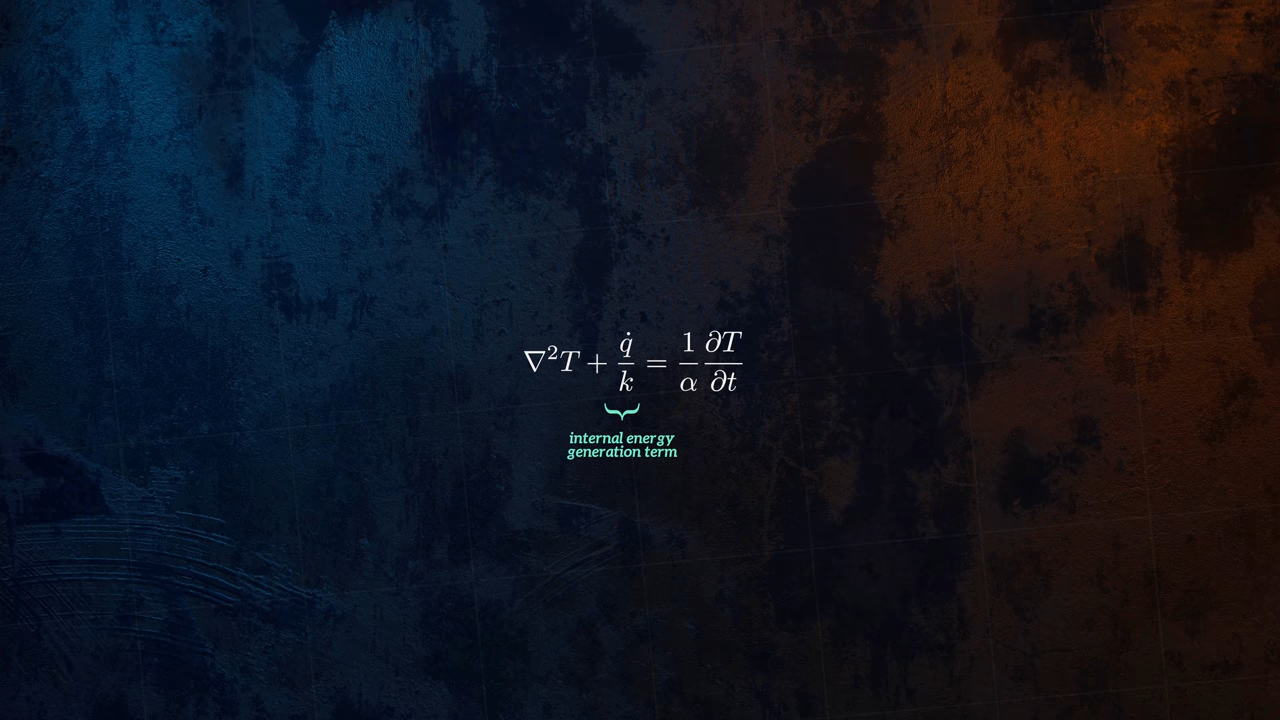 ∇²T + q̇/k = 1/α ∂T/∂t
internal energy
generation term